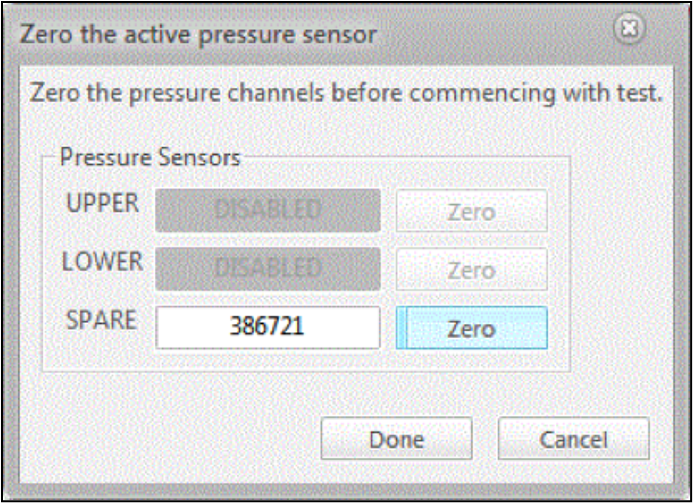 Zero the active pressure sensor
Zero the pressure channels before commencing with test.
Pressure Sensors
UPPER DISABLED Zero
LOWER DISABLED Zero
SPARE 386721 Zero
Done Cancel